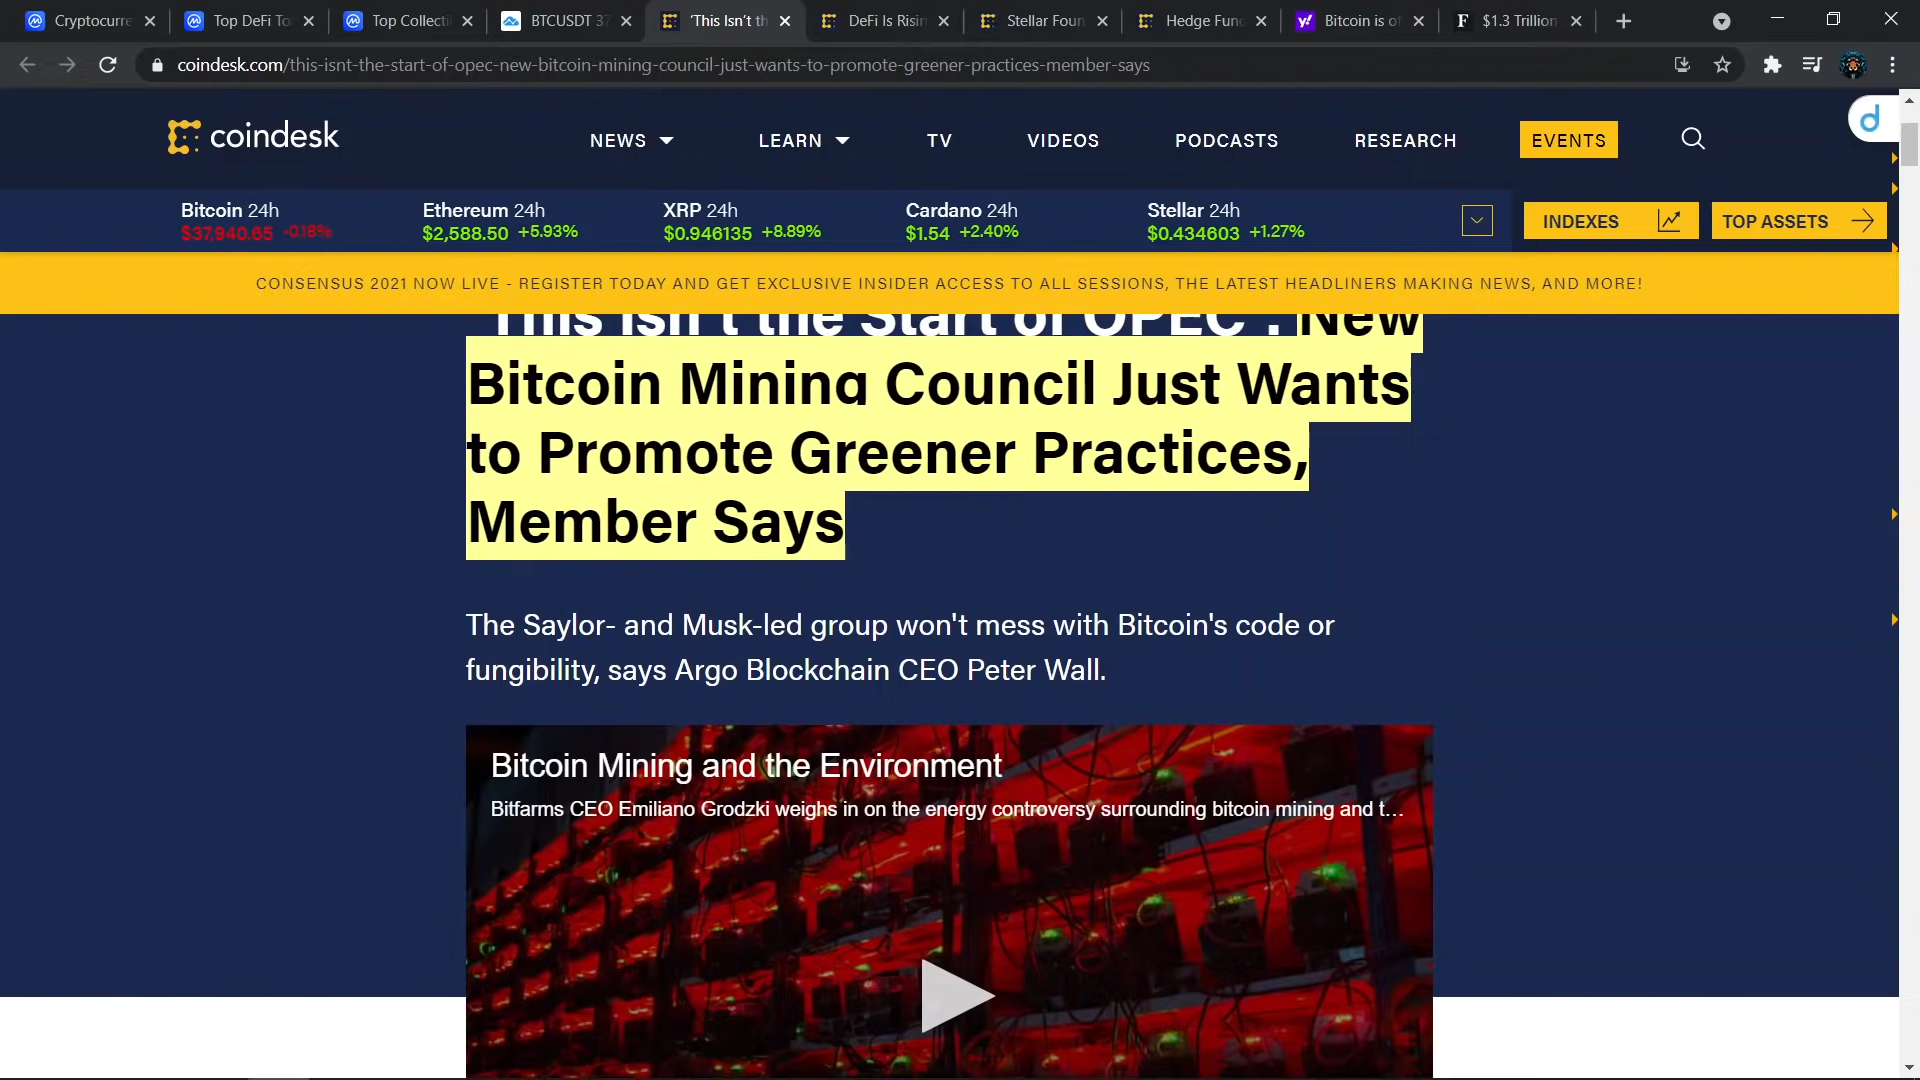 Cryptocurre
Top DeFi To
Top Collecti
BTCUSDT 37
'This Isn't th
DeFi Is Risin
Stellar Foun
Hedge Func
Bitcoin is of
$1.3 Trillion
coindesk.com/this-isnt-the-start-of-opec-new-bitcoin-mining-council-just-wants-to-promote-greener-practices-member-says
coindesk
NEWS
LEARN
TV
VIDEOS
PODCASTS
RESEARCH
EVENTS
Bitcoin 24h
$37,940.65 -0.18%
Ethereum 24h
$2,588.50 +5.93%
XRP 24h
$0.946135 +8.89%
Cardano 24h
$1.54 +2.40%
Stellar 24h
$0.434603 +1.27%
INDEXES
TOP ASSETS
CONSENSUS 2021 NOW LIVE - REGISTER TODAY AND GET EXCLUSIVE INSIDER ACCESS TO ALL SESSIONS, THE LATEST HEADLINERS MAKING NEWS, AND MORE!
'This Isn't the Start of OPEC': New
Bitcoin Mining Council Just Wants
to Promote Greener Practices,
Member Says
The Saylor- and Musk-led group won't mess with Bitcoin's code or
fungibility, says Argo Blockchain CEO Peter Wall.
Bitcoin Mining and the Environment
Bitfarms CEO Emiliano Grodzki weighs in on the energy controversy surrounding bitcoin mining and t...